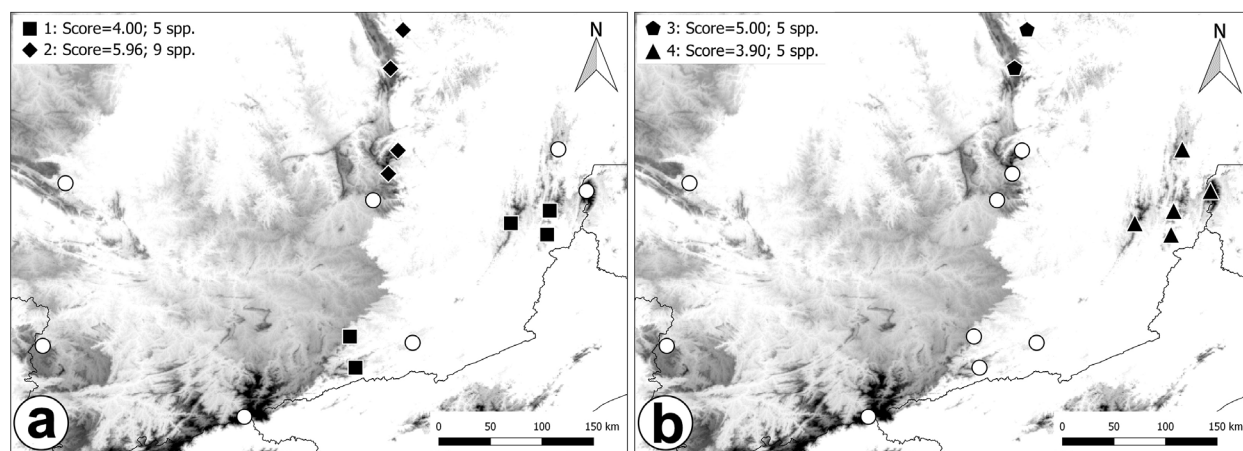 1: Score=4.00; 5 spp.
2: Score=5.96; 9 spp.
N
a
0 50 100 150 km
3: Score=5.00; 5 spp.
4: Score=3.90; 5 spp.
N
b
0 50 100 150 km